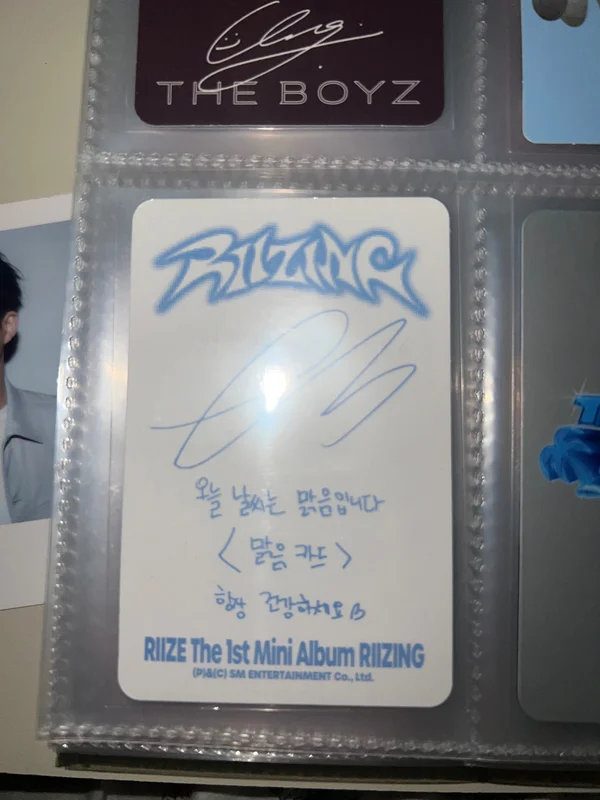 THE BOYZ
RIIZING
오늘 날씨는 맑음입니다
<맑음 카드>
항상 건강하세요
RIIZE The 1st Mini Album RIIZING
(P)&(C) SM ENTERTAINMENT Co., Ltd.